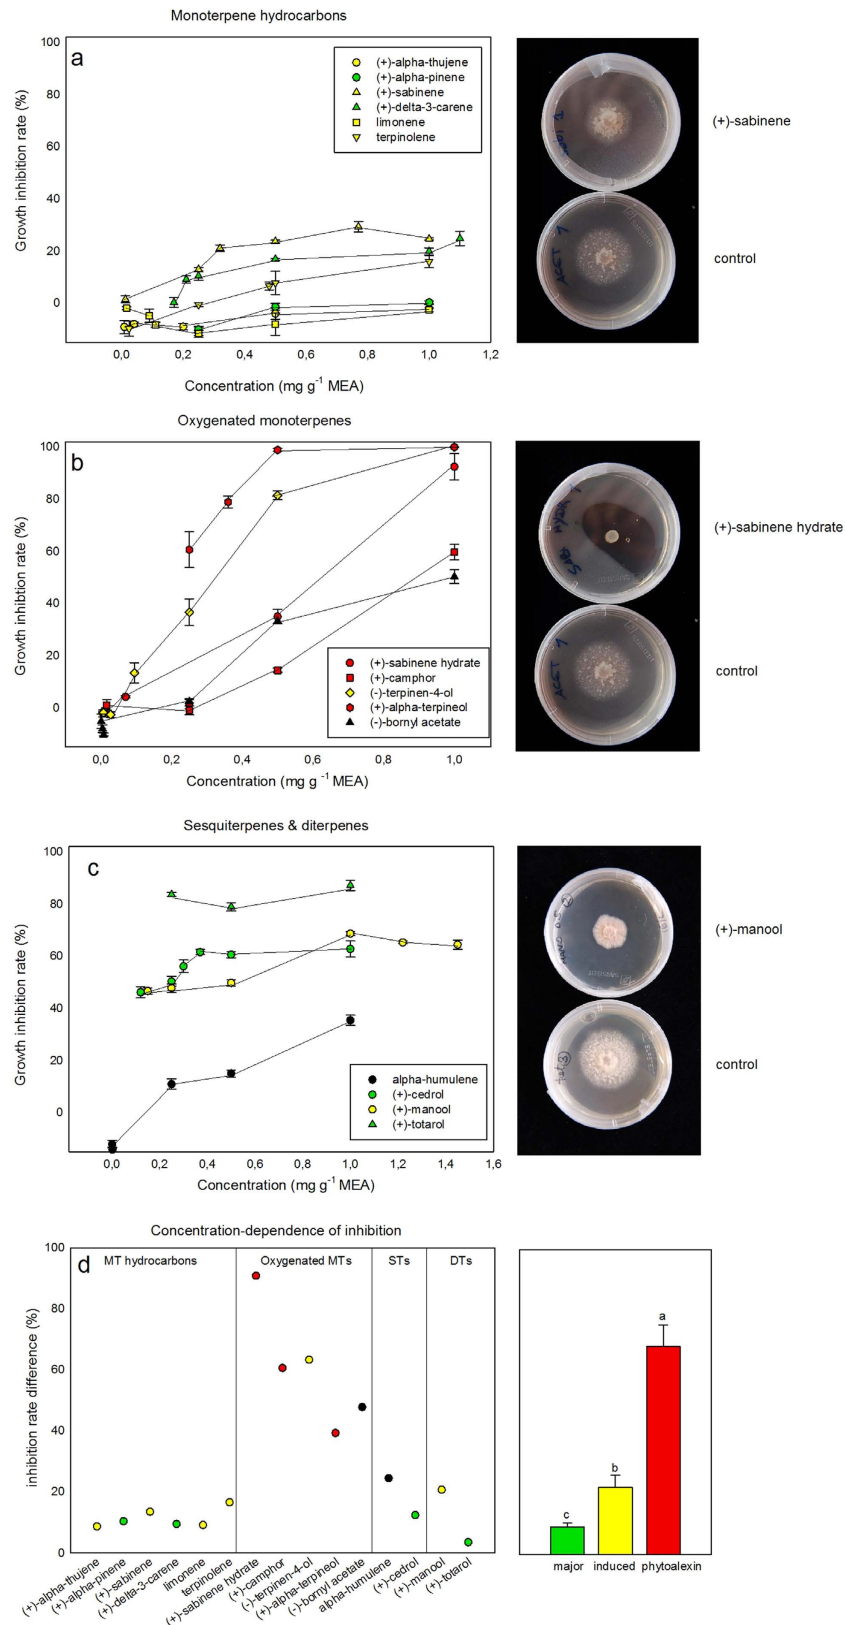 Monoterpene hydrocarbons
a
100
80
60
40
20
0
Growth inhibition rate (%)
(+)-alpha-thujene
(+)-alpha-pinene
(+)-sabinene
(+)-delta-3-carene
limonene
terpinolene
0,0 0,2 0,4 0,6 0,8 1,0 1,2
Concentration (mg g-1 MEA)
(+)-sabinene
control
ACET 1
Oxygenated monoterpenes
b
100
80
60
40
20
0
Growth inhibtion rate (%)
(+)-sabinene hydrate
(+)-camphor
(-)-terpinen-4-ol
(+)-alpha-terpineol
(-)-bornyl acetate
0,0 0,2 0,4 0,6 0,8 1,0
Concentration (mg g -1 MEA)
(+)-sabinene hydrate
control
ACET 1
Sesquiterpenes & diterpenes
c
100
80
60
40
20
0
Growth inhibition rate (%)
alpha-humulene
(+)-cedrol
(+)-manool
(+)-totarol
0,0 0,2 0,4 0,6 0,8 1,0 1,2 1,4 1,6
Concentration (mg g-1 MEA)
(+)-manool
control
Concentration-dependence of inhibition
d
MT hydrocarbons
Oxygenated MTs
STs
DTs
100
80
60
40
20
0
inhibition rate difference (%)
(+)-alpha-thujene
(+)-alpha-pinene
(+)-sabinene
(+)-delta-3-carene
limonene
terpinolene
(+)-sabinene hydrate
(+)-camphor
(-)-terpinen-4-ol
(+)-alpha-terpineol
(-)-bornyl acetate
alpha-humulene
(+)-cedrol
(+)-manool
(+)-totarol
a
b
c
major induced phytoalexin